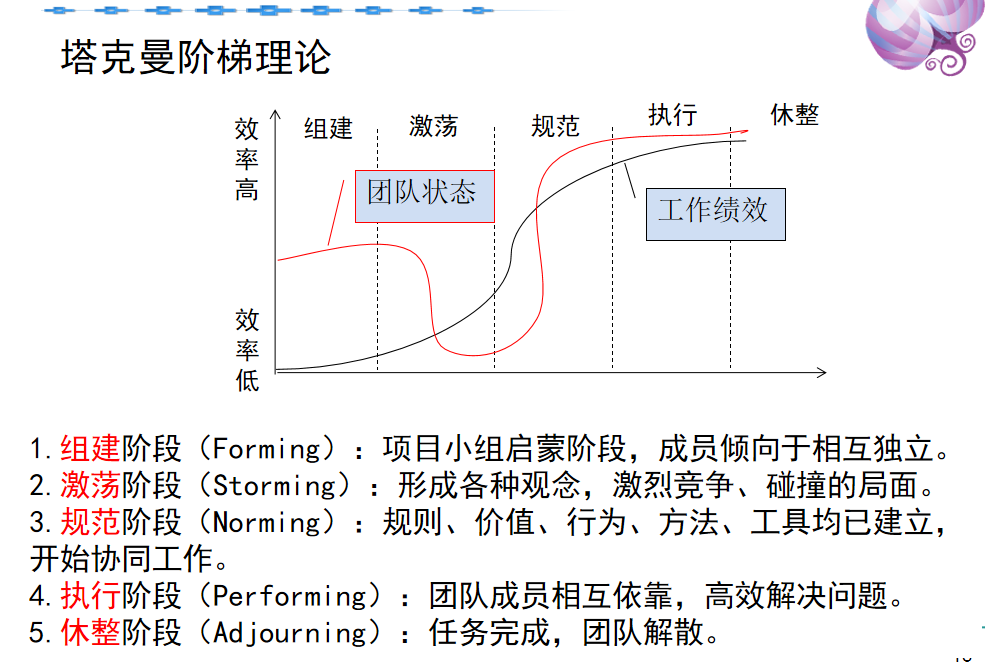 塔克曼阶梯理论
效率高
组建
激荡
规范
执行
休整
团队状态
工作绩效
效率低
1.组建阶段（Forming）：项目小组启蒙阶段，成员倾向于相互独立。
2.激荡阶段（Storming）：形成各种观念，激烈竞争、碰撞的局面。
3.规范阶段（Norming）：规则、价值、行为、方法、工具均已建立，
开始协同工作。
4.执行阶段（Performing）：团队成员相互依靠，高效解决问题。
5.休整阶段（Adjourning）：任务完成，团队解散。